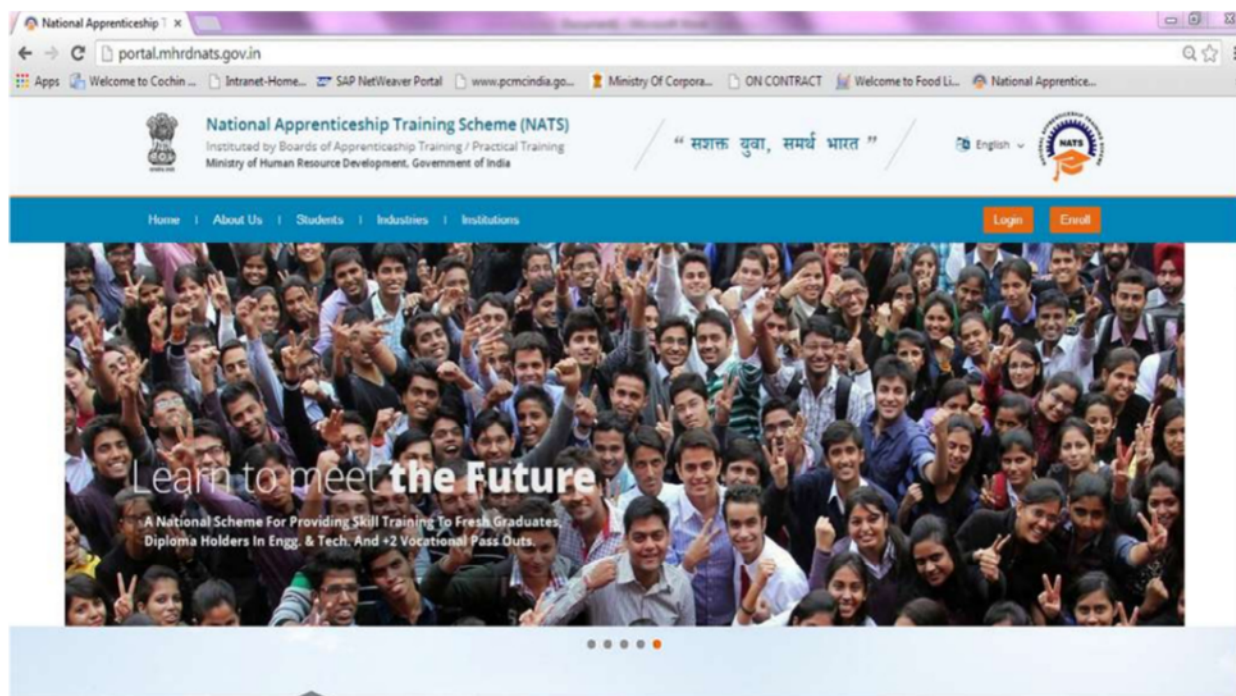 National Apprenticeship T
portal.mhrdnats.gov.in
Apps Welcome to Cochin ... Intranet-Home... SAP NetWeaver Portal www.pcmcindia.go... Ministry Of Corpora... ON CONTRACT Welcome to Food Li... National Apprentice...
National Apprenticeship Training Scheme (NATS)
Instituted by Boards of Apprenticeship Training / Practical Training
Ministry of Human Resource Development, Government of India
“ सशक्त युवा, समर्थ भारत ”
English
NATIONAL APPRENTICESHIP TRAINING SCHEME
NATS
Home | About Us | Students | Industries | Institutions
Login Enroll
Learn to meet the Future
A National Scheme For Providing Skill Training To Fresh Graduates,
Diploma Holders In Engg. & Tech. And +2 Vocational Pass Outs.